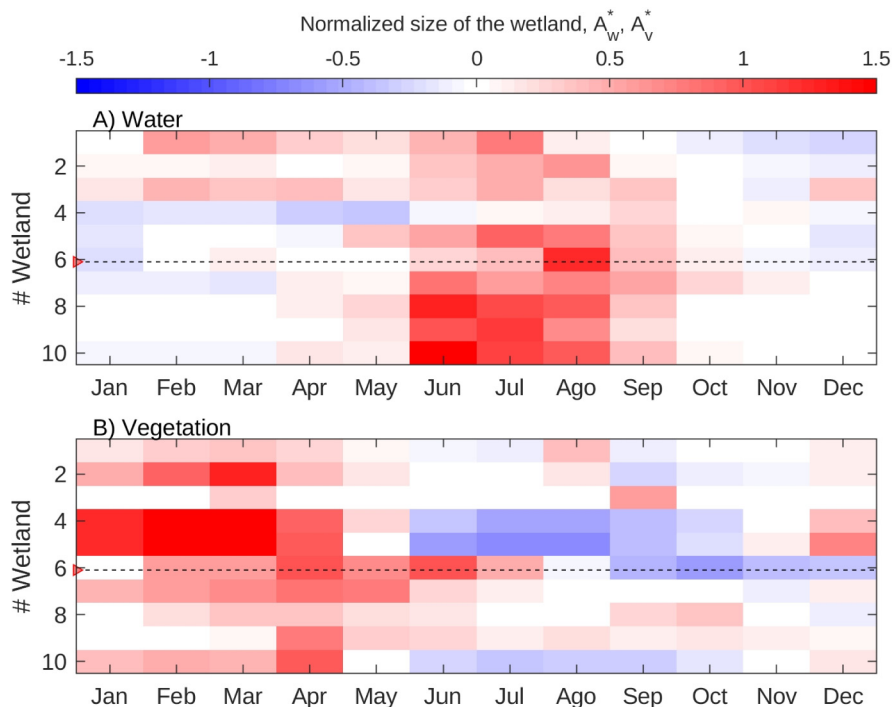 Normalized size of the wetland, A*w, A*v
-1.5 -1 -0.5 0 0.5 1 1.5
A) Water
# Wetland
2
4
6
8
10
Jan Feb Mar Apr May Jun Jul Ago Sep Oct Nov Dec
B) Vegetation
# Wetland
2
4
6
8
10
Jan Feb Mar Apr May Jun Jul Ago Sep Oct Nov Dec